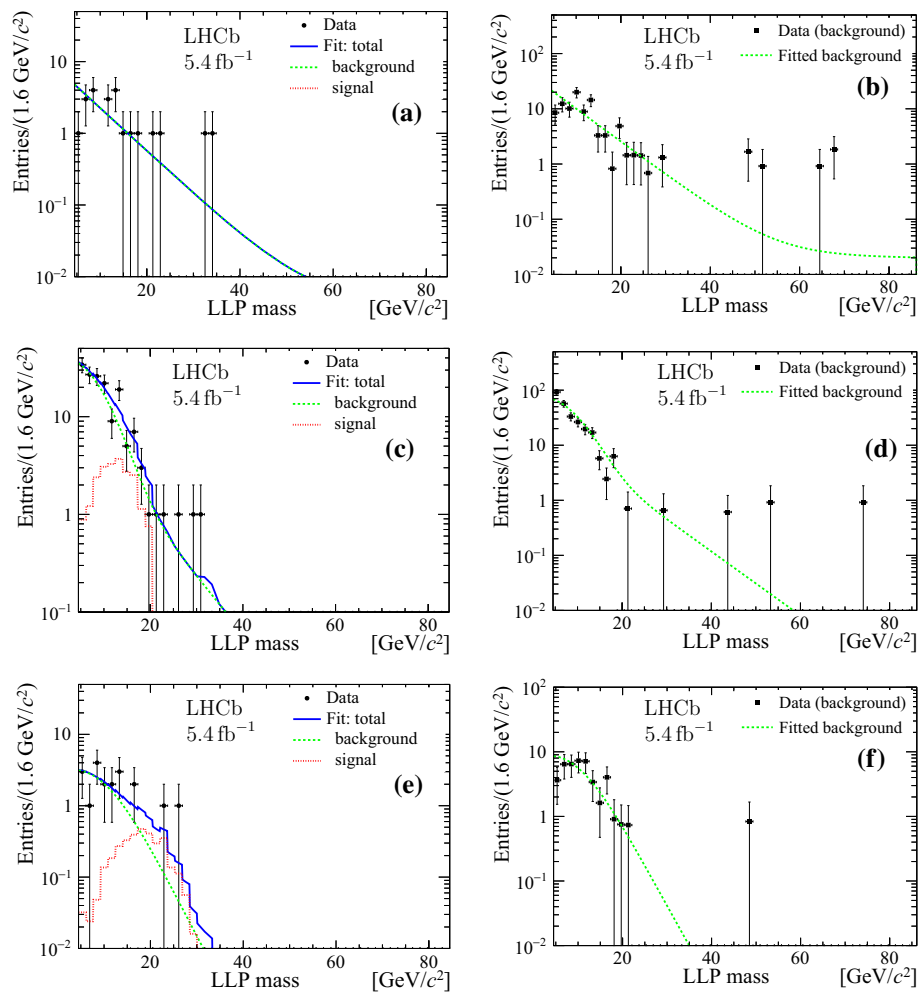 Entries/(1.6 GeV/c²)
10
1
10⁻¹
10⁻²
20 40 60 80
LLP mass [GeV/c²]
LHCb
5.4 fb⁻¹
Data
Fit: total
background
signal
(a)
Entries/(1.6 GeV/c²)
10²
10
1
10⁻¹
10⁻²
20 40 60 80
LLP mass [GeV/c²]
LHCb
5.4 fb⁻¹
Data (background)
Fitted background
(b)
Entries/(1.6 GeV/c²)
10
1
10⁻¹
20 40 60 80
LLP mass [GeV/c²]
LHCb
5.4 fb⁻¹
Data
Fit: total
background
signal
(c)
Entries/(1.6 GeV/c²)
10²
10
1
10⁻¹
10⁻²
20 40 60 80
LLP mass [GeV/c²]
LHCb
5.4 fb⁻¹
Data (background)
Fitted background
(d)
Entries/(1.6 GeV/c²)
10
1
10⁻¹
10⁻²
20 40 60 80
LLP mass [GeV/c²]
LHCb
5.4 fb⁻¹
Data
Fit: total
background
signal
(e)
Entries/(1.6 GeV/c²)
10²
10
1
10⁻¹
10⁻²
20 40 60 80
LLP mass [GeV/c²]
LHCb
5.4 fb⁻¹
Data (background)
Fitted background
(f)